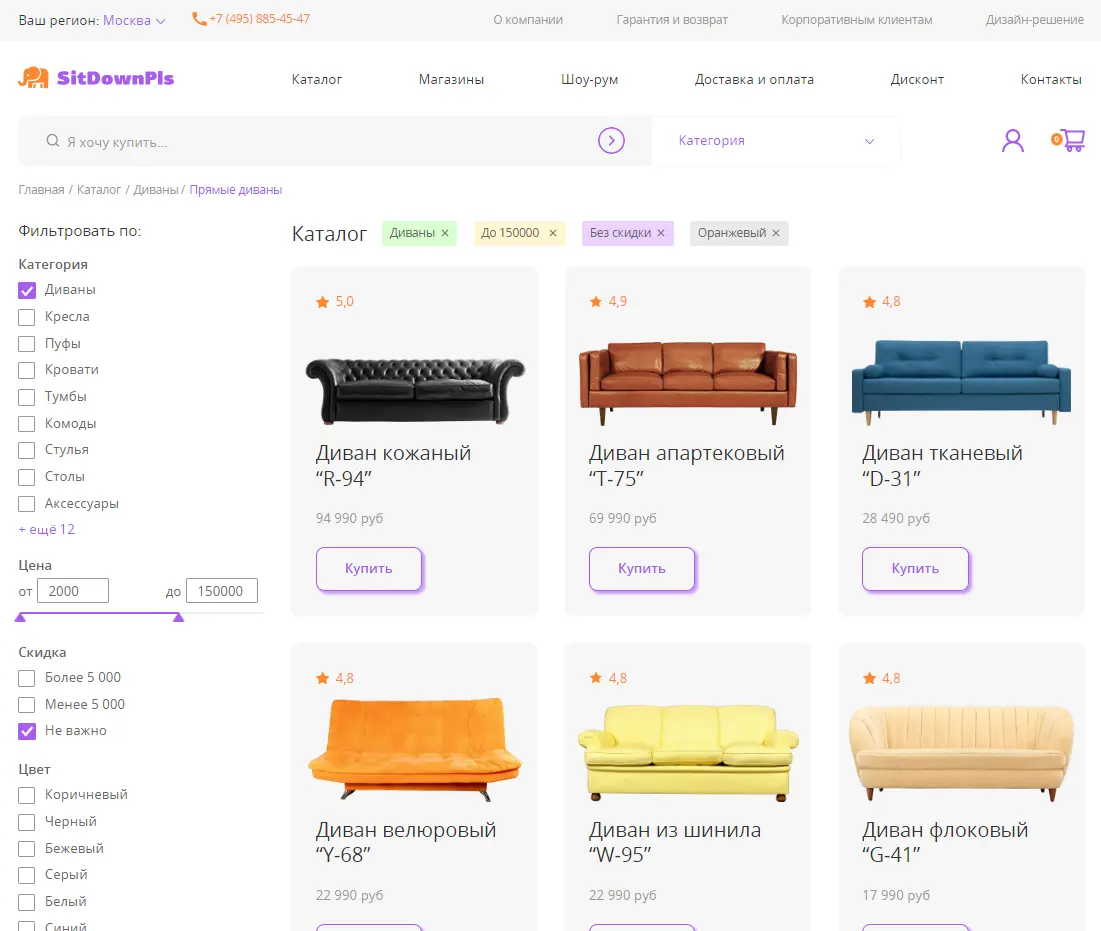 Ваш регион: Москва
+7 (495) 885-45-47
О компании
Гарантия и возврат
Корпоративным клиентам
Дизайн-решение
SitDownPls
Каталог
Магазины
Шоу-рум
Доставка и оплата
Дисконт
Контакты
Я хочу купить...
Категория
0
Главная / Каталог / Диваны / Прямые диваны
Фильтровать по:
Категория
Диваны
Кресла
Пуфы
Кровати
Тумбы
Комоды
Стулья
Столы
Аксессуары
+ ещё 12
Цена
от 2000 до 150000
Скидка
Более 5 000
Менее 5 000
Не важно
Цвет
Коричневый
Черный
Бежевый
Серый
Белый
Синий
Каталог
Диваны ×
До 150000 ×
Без скидки ×
Оранжевый ×
5,0
Диван кожаный
“R-94”
94 990 руб
Купить
4,9
Диван апартековый
“T-75”
69 990 руб
Купить
4,8
Диван тканевый
“D-31”
28 490 руб
Купить
4,8
Диван велюровый
“Y-68”
22 990 руб
4,8
Диван из шинила
“W-95”
22 990 руб
4,8
Диван флоковый
“G-41”
17 990 руб